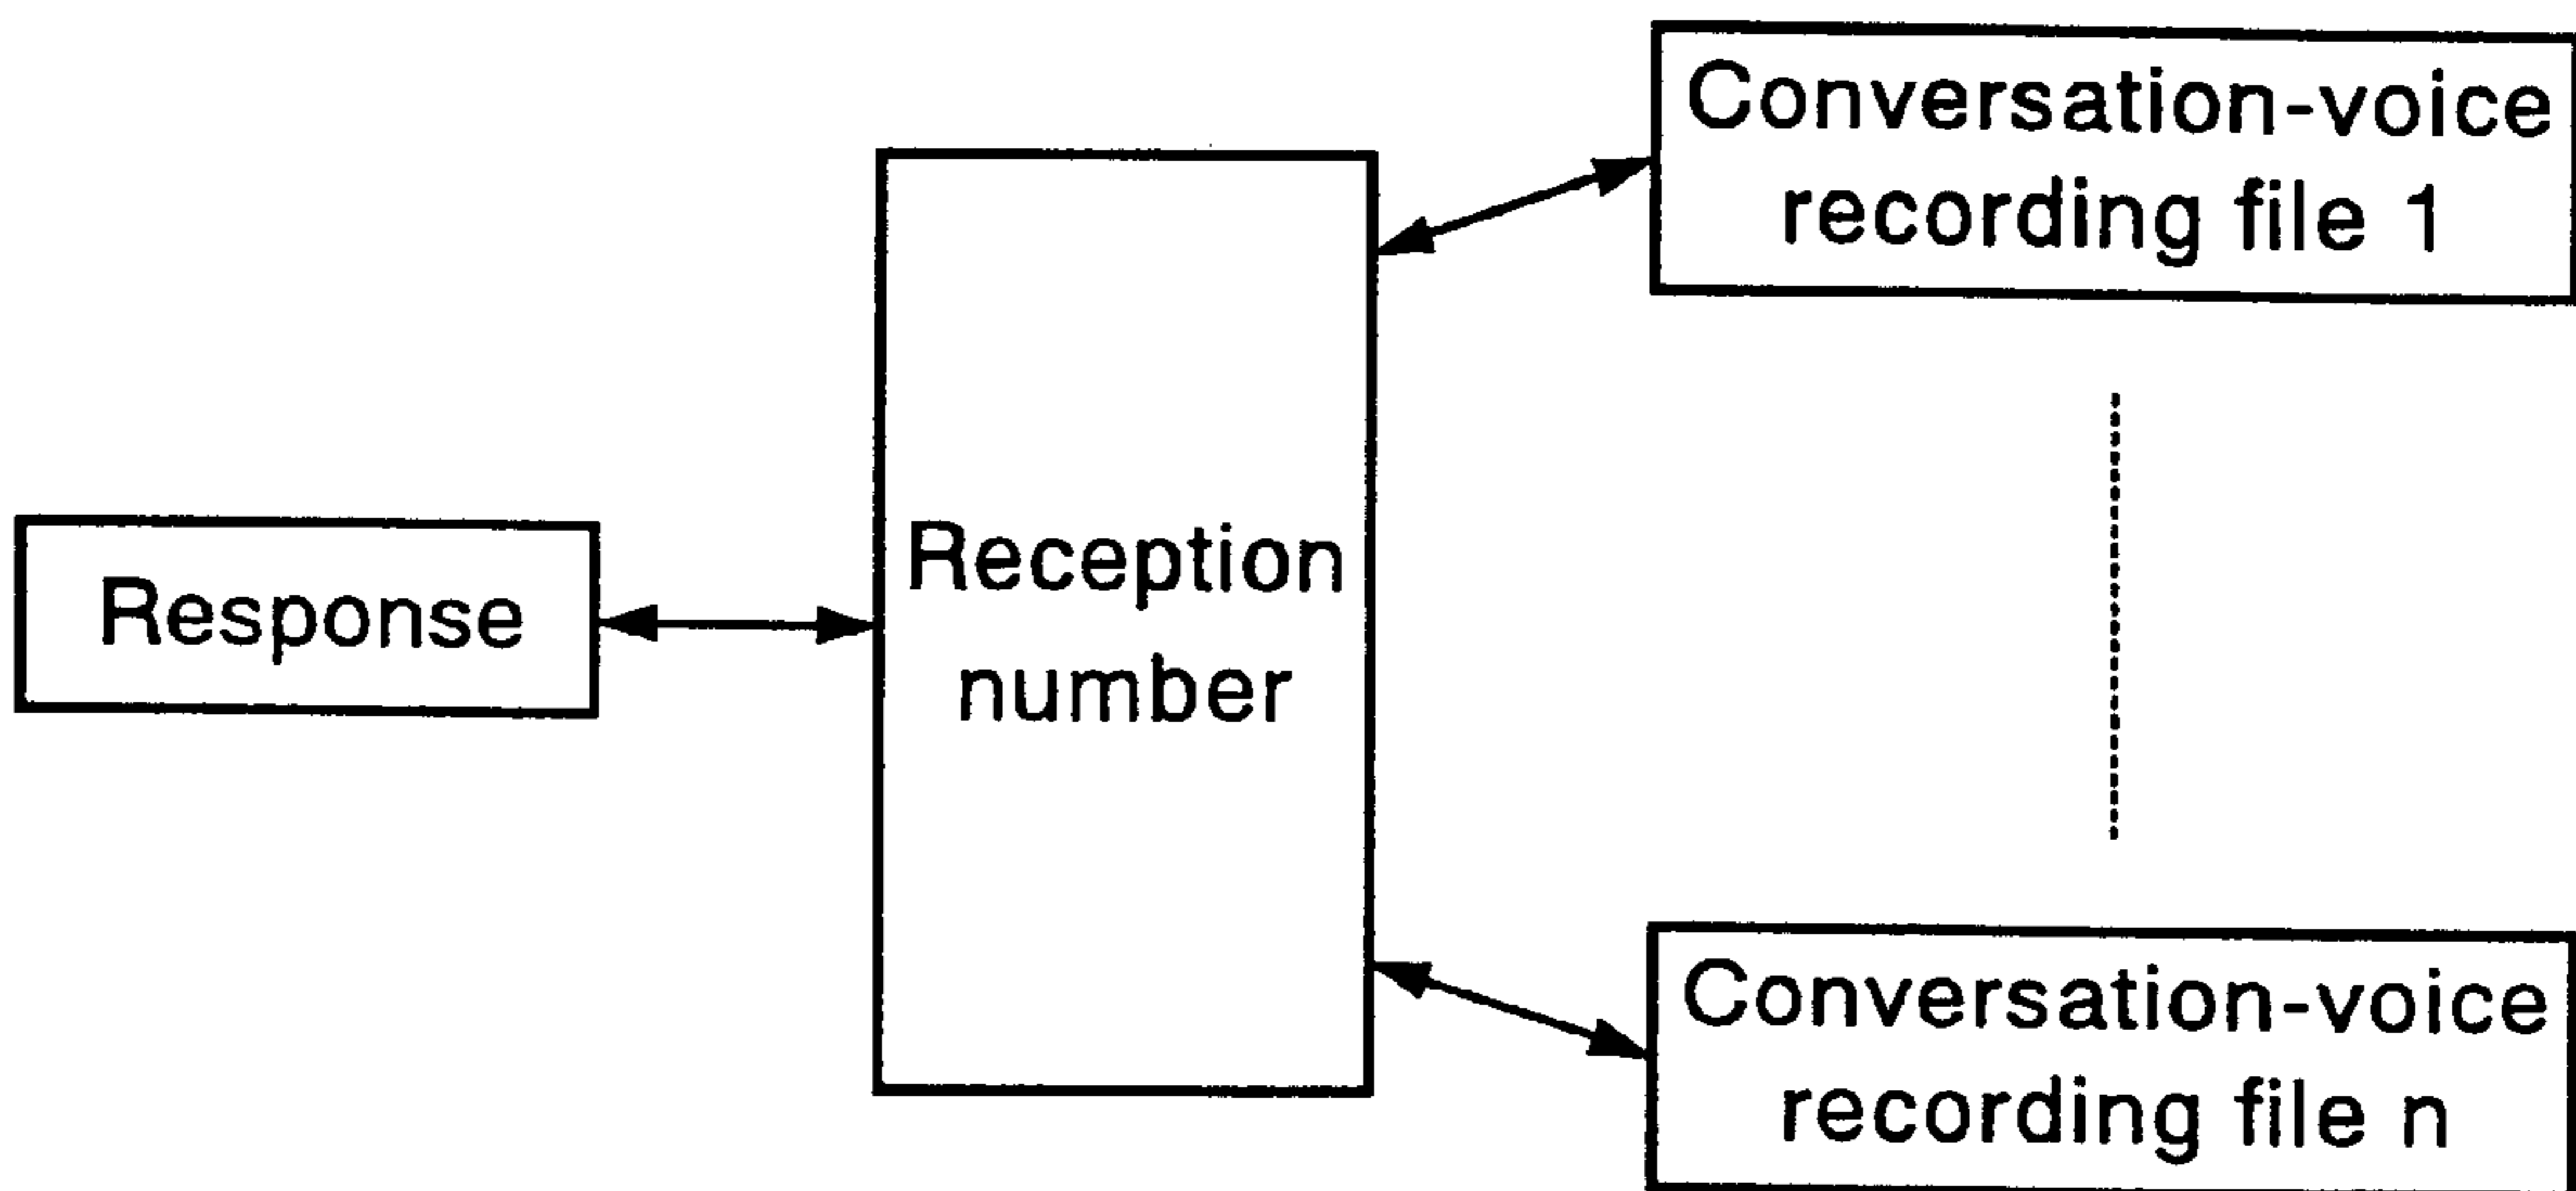 Response
Reception
number
Conversation-voice
recording file 1
Conversation-voice
recording file n